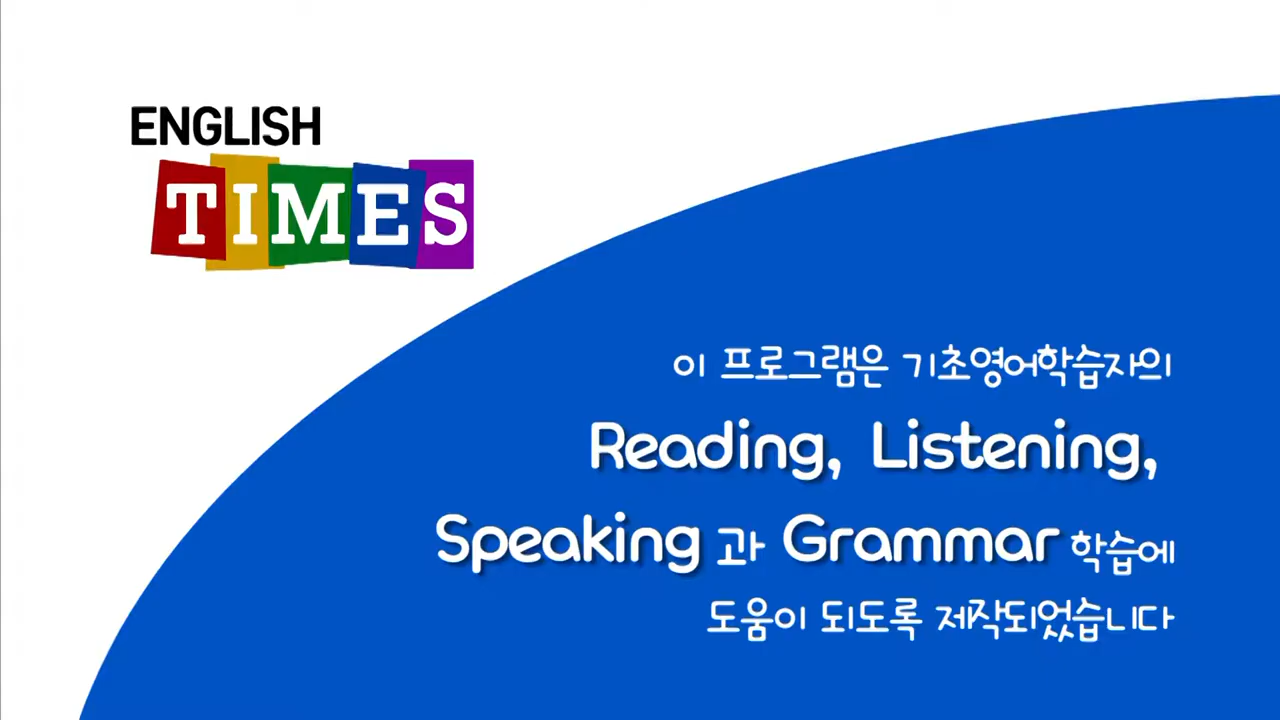 ENGLISH
TIMES
이 프로그램은 기초영어학습자의
Reading, Listening,
Speaking 과 Grammar 학습에
도움이 되도록 제작되었습니다